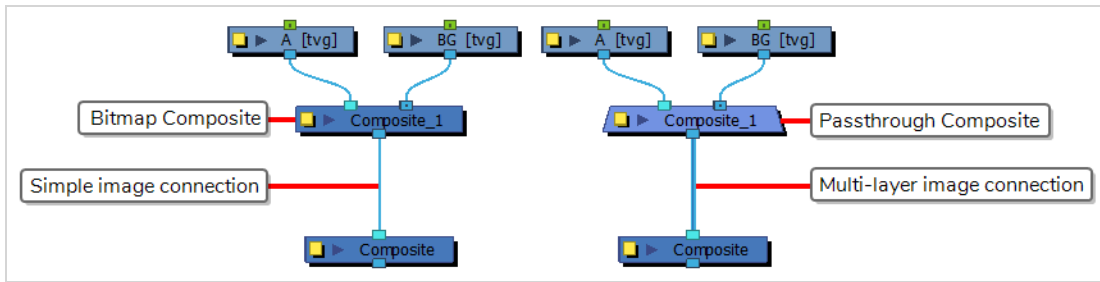 A [tvg]
BG [tvg]
A [tvg]
BG [tvg]
Bitmap Composite
Composite_1
Composite_1
Passthrough Composite
Simple image connection
Multi-layer image connection
Composite
Composite